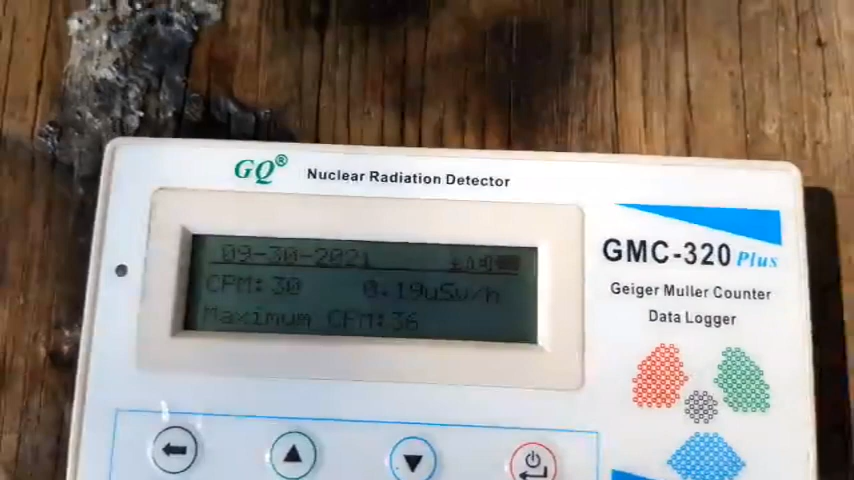 GQ® Nuclear Radiation Detector
09-30-2021
CPM:30 0.19uSv/h
Maximum CPM:36
GMC-320 Plus
Geiger Muller Counter
Data Logger